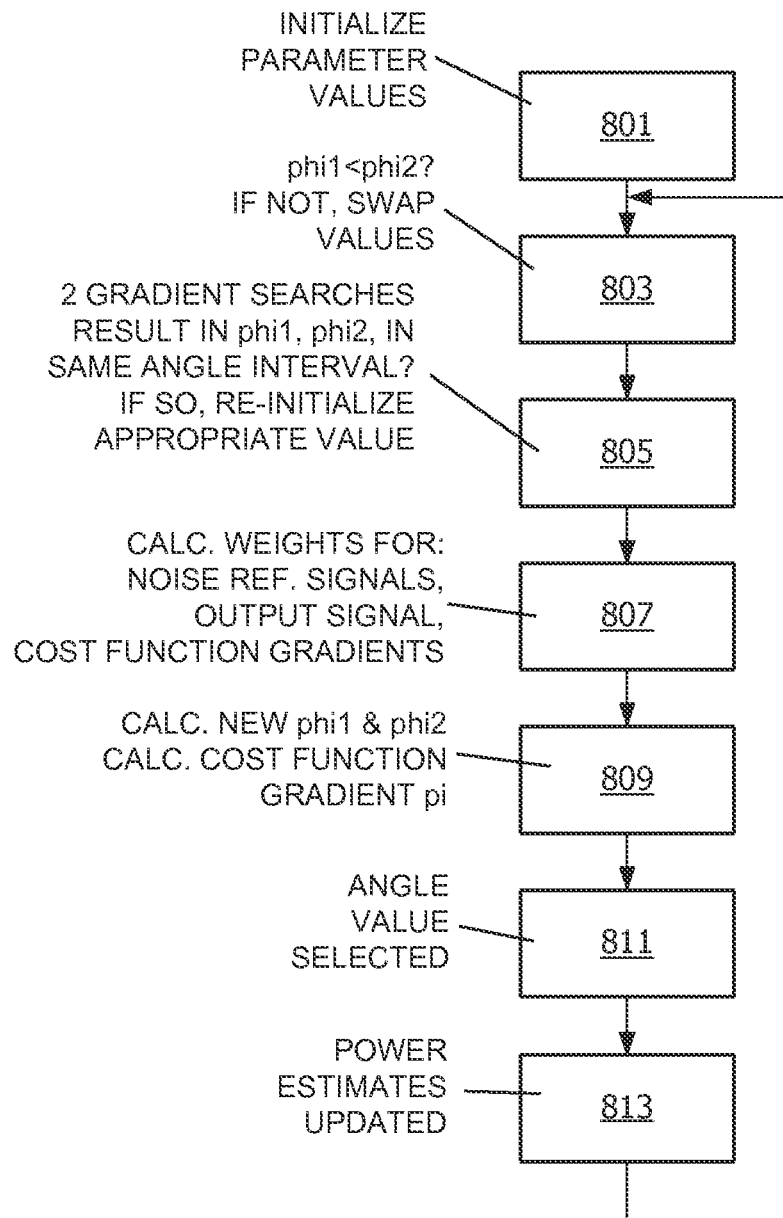 INITIALIZE
PARAMETER
VALUES
801
phi1<phi2?
IF NOT, SWAP
VALUES
803
2 GRADIENT SEARCHES
RESULT IN phi1, phi2, IN
SAME ANGLE INTERVAL?
IF SO, RE-INITIALIZE
APPROPRIATE VALUE
805
CALC. WEIGHTS FOR:
NOISE REF. SIGNALS,
OUTPUT SIGNAL,
COST FUNCTION GRADIENTS
807
CALC. NEW phi1 & phi2
CALC. COST FUNCTION
GRADIENT pi
809
ANGLE
VALUE
SELECTED
811
POWER
ESTIMATES
UPDATED
813